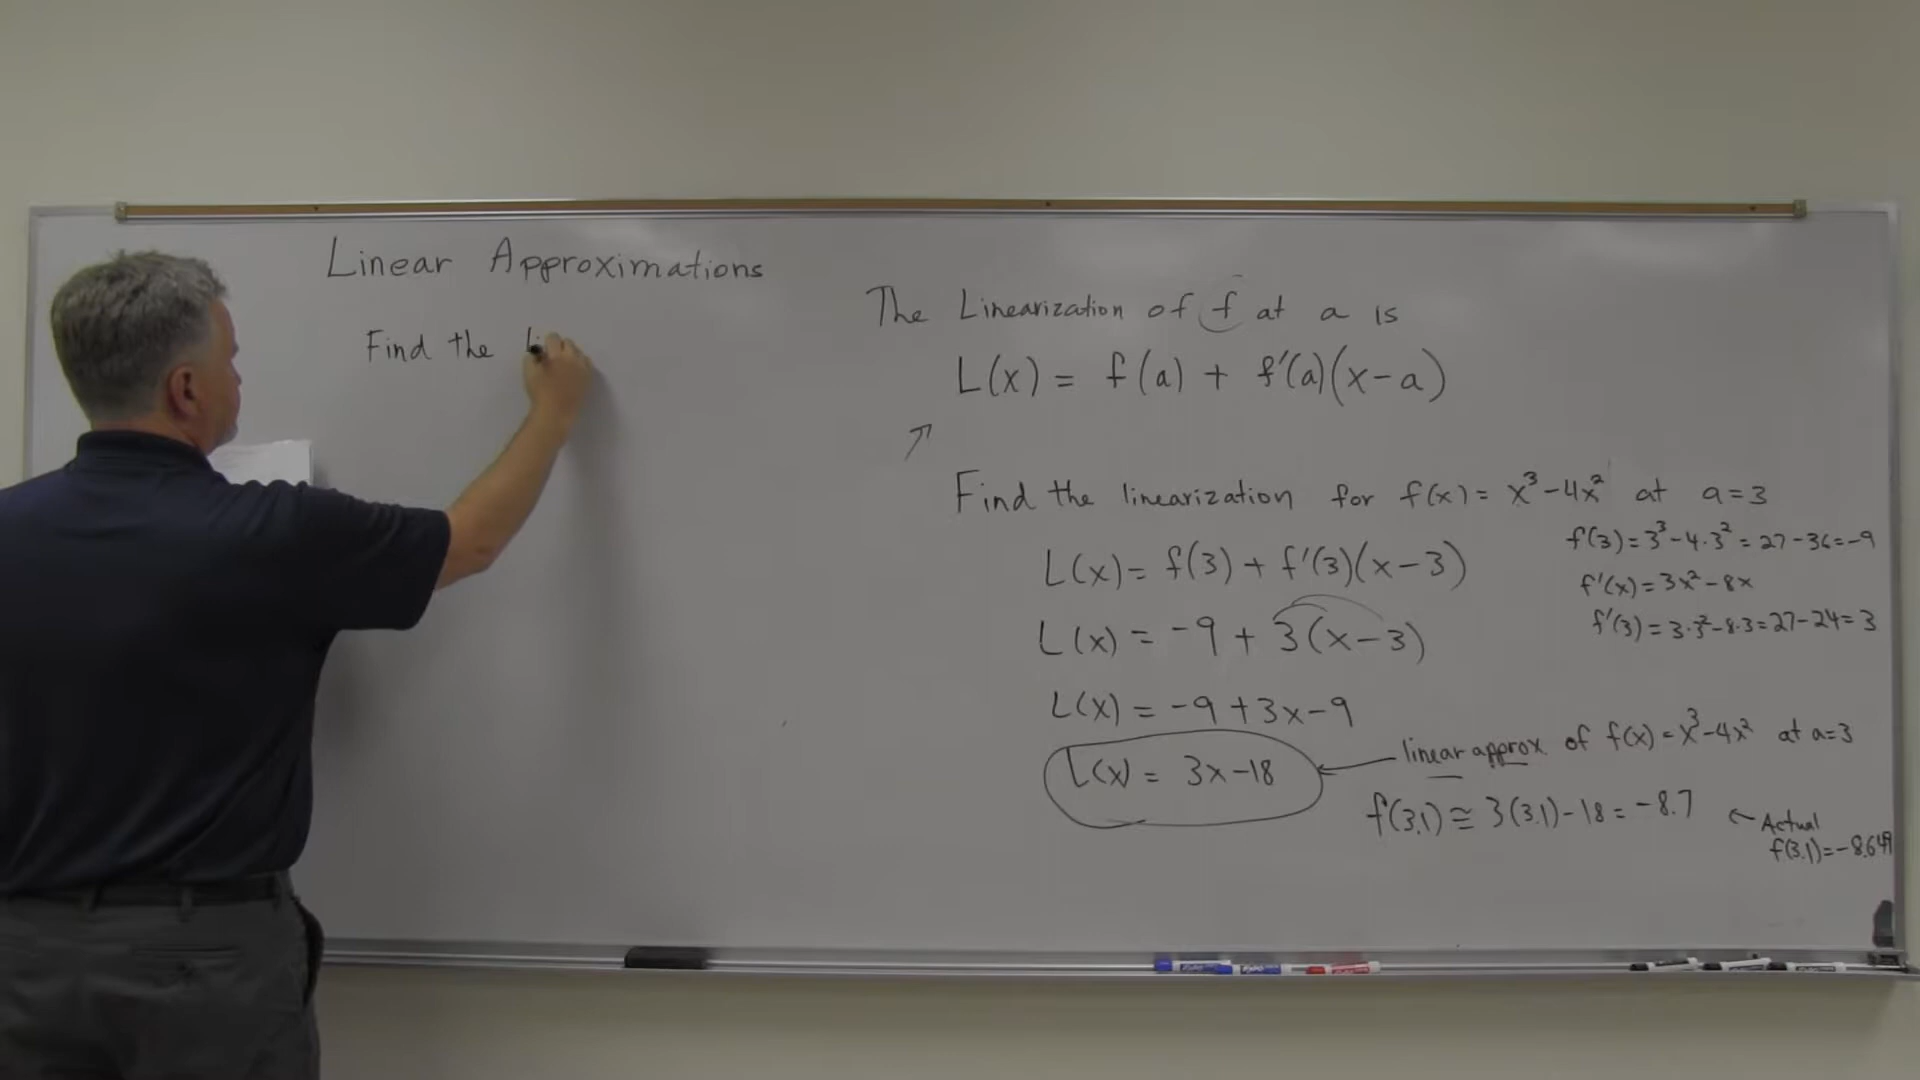 Linear Approximations
Find the
The Linearization of f at a is
L(x) = f(a) + f'(a)(x-a)
Find the linearization for f(x) = x³-4x² at a=3
f(3)=3³-4·3²=27-36=-9
f'(x)=3x²-8x
f'(3)=3·3²-8·3=27-24=3
L(x)= f(3) + f'(3)(x-3)
L(x) = -9 + 3(x-3)
L(x) = -9 +3x-9
L(x) = 3x-18
linear approx. of f(x) = x³-4x² at a=3
f(3.1) ≅ 3(3.1)-18 = -8.7
Actual
f(3.1)=-8.649